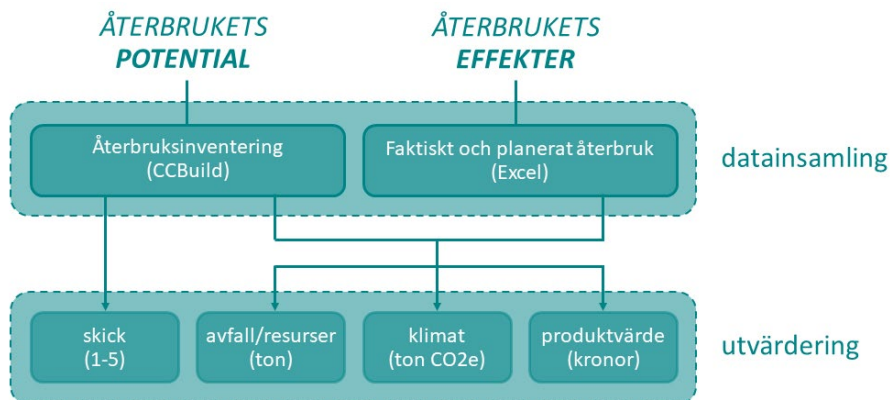 ÅTERBRUKETS
POTENTIAL
ÅTERBRUKETS
EFFEKTER
Återbruksinventering
(CCBuild)
Faktiskt och planerat återbruk
(Excel)
datainsamling
skick
(1-5)
avfall/resurser
(ton)
klimat
(ton CO2e)
produktvärde
(kronor)
utvärdering